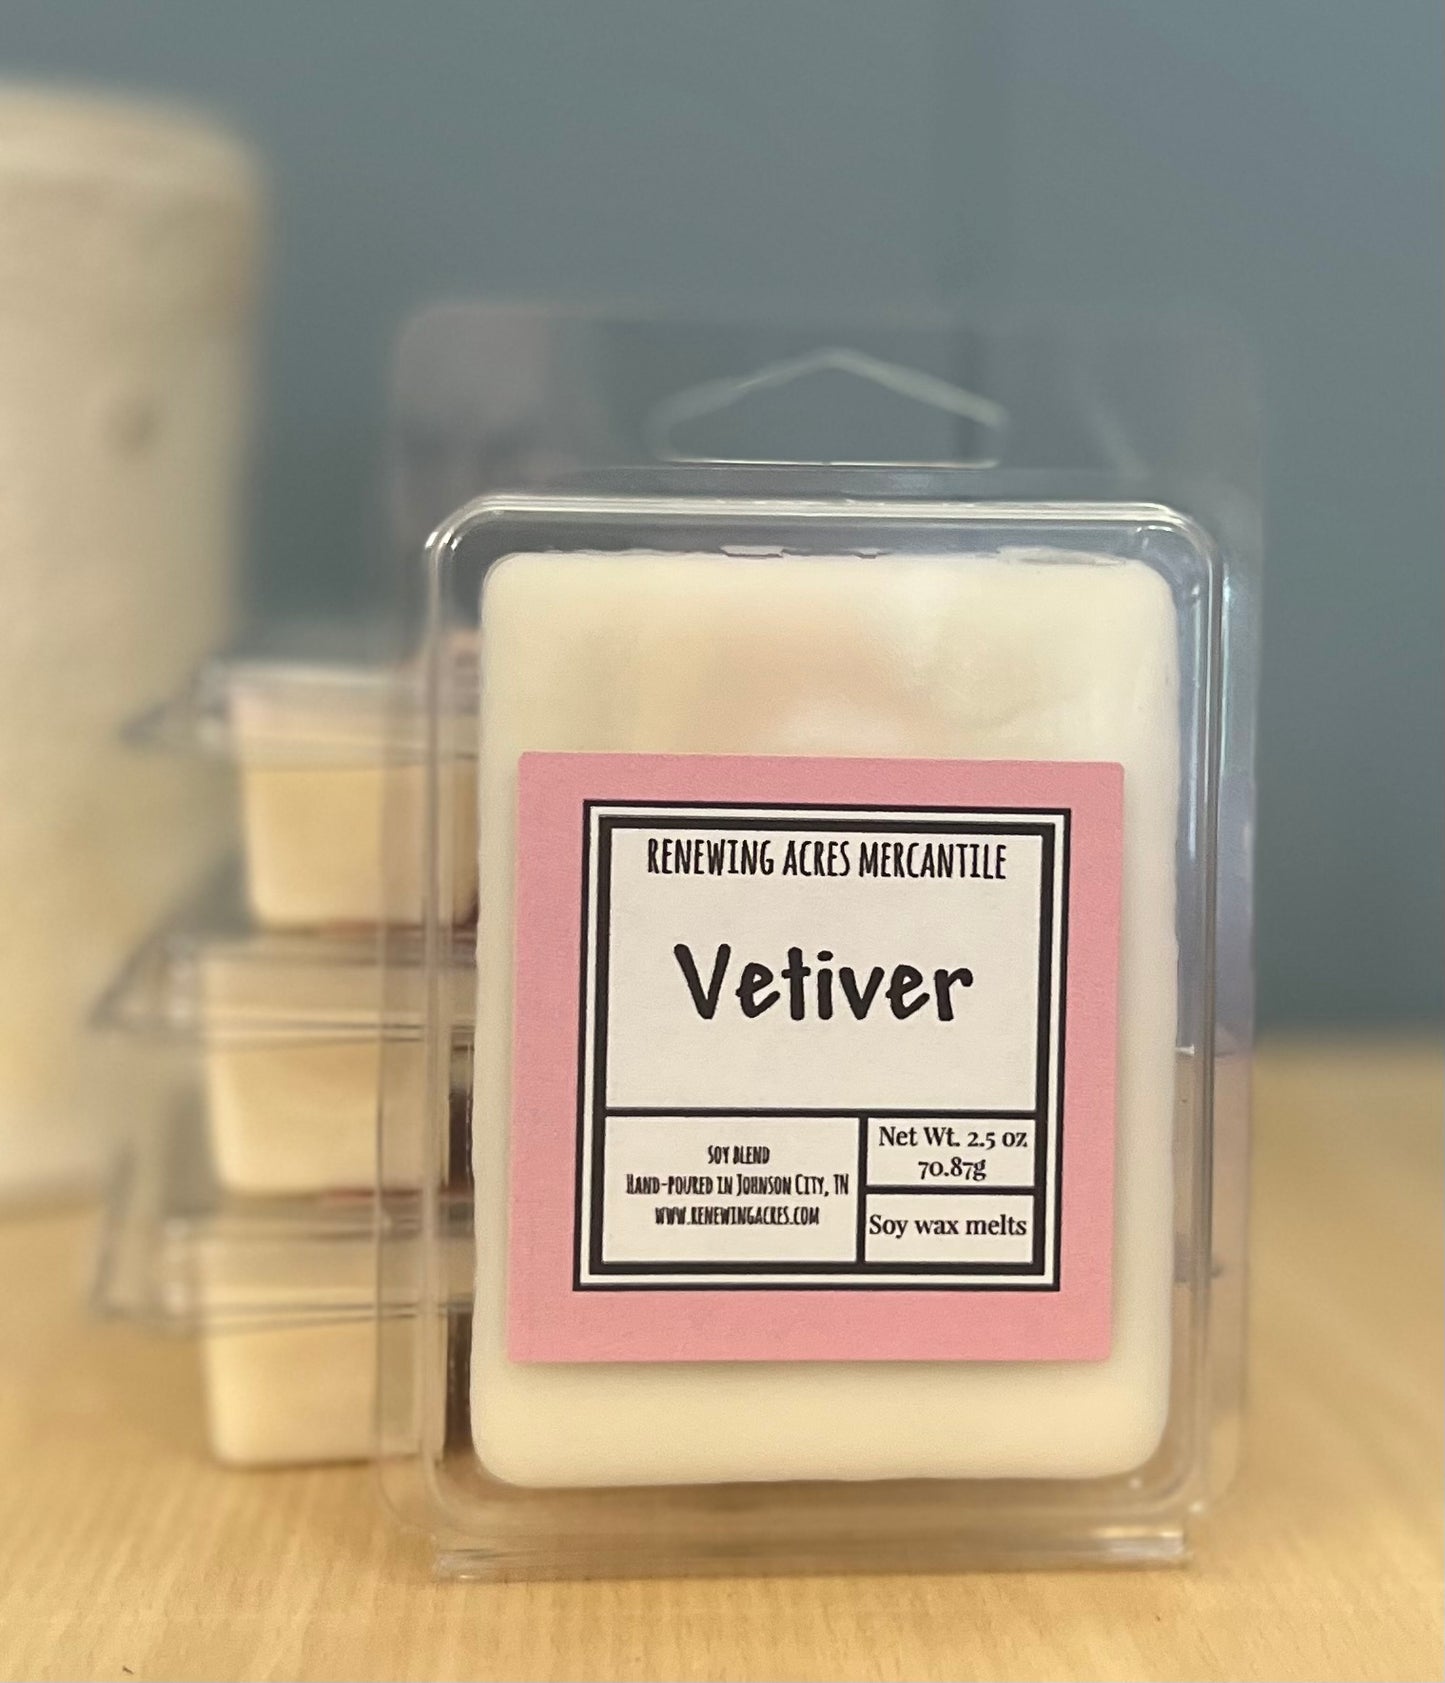 RENEWING ACRES MERCANTILE
Vetiver
SOY BLEND
HAND-POURED IN JOHNSON CITY, TN
WWW.RENEWINGACRES.COM
Net Wt. 2.5 oz
70.87g
Soy wax melts